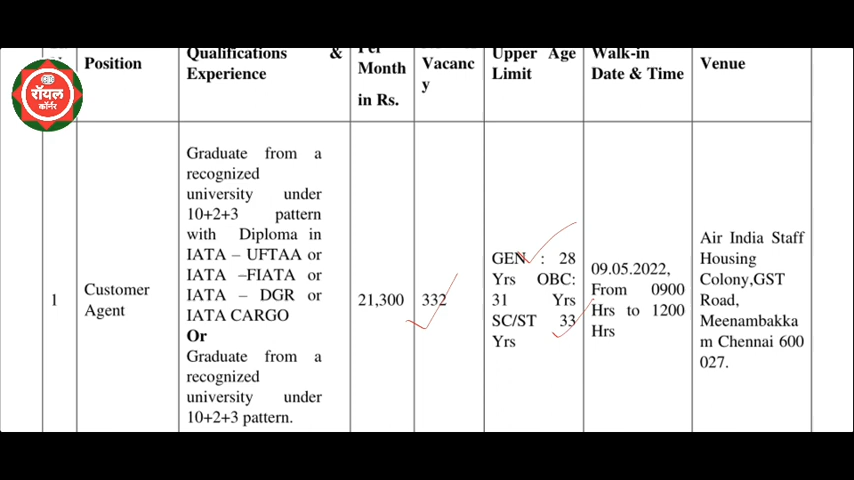 रॉयल
कॉर्नर
Position
Qualifications &
Experience
Per
Month
in Rs.
Vacanc
y
Upper Age
Limit
Walk-in
Date & Time
Venue
1
Customer
Agent
Graduate from a
recognized
university under
10+2+3 pattern
with Diploma in
IATA – UFTAA or
IATA –FIATA or
IATA – DGR or
IATA CARGO
Or
Graduate from a
recognized
university under
10+2+3 pattern.
21,300
332
GEN : 28
Yrs OBC:
31 Yrs
SC/ST 33
Yrs
09.05.2022,
From 0900
Hrs to 1200
Hrs
Air India Staff
Housing
Colony,GST
Road,
Meenambakka
m Chennai 600
027.